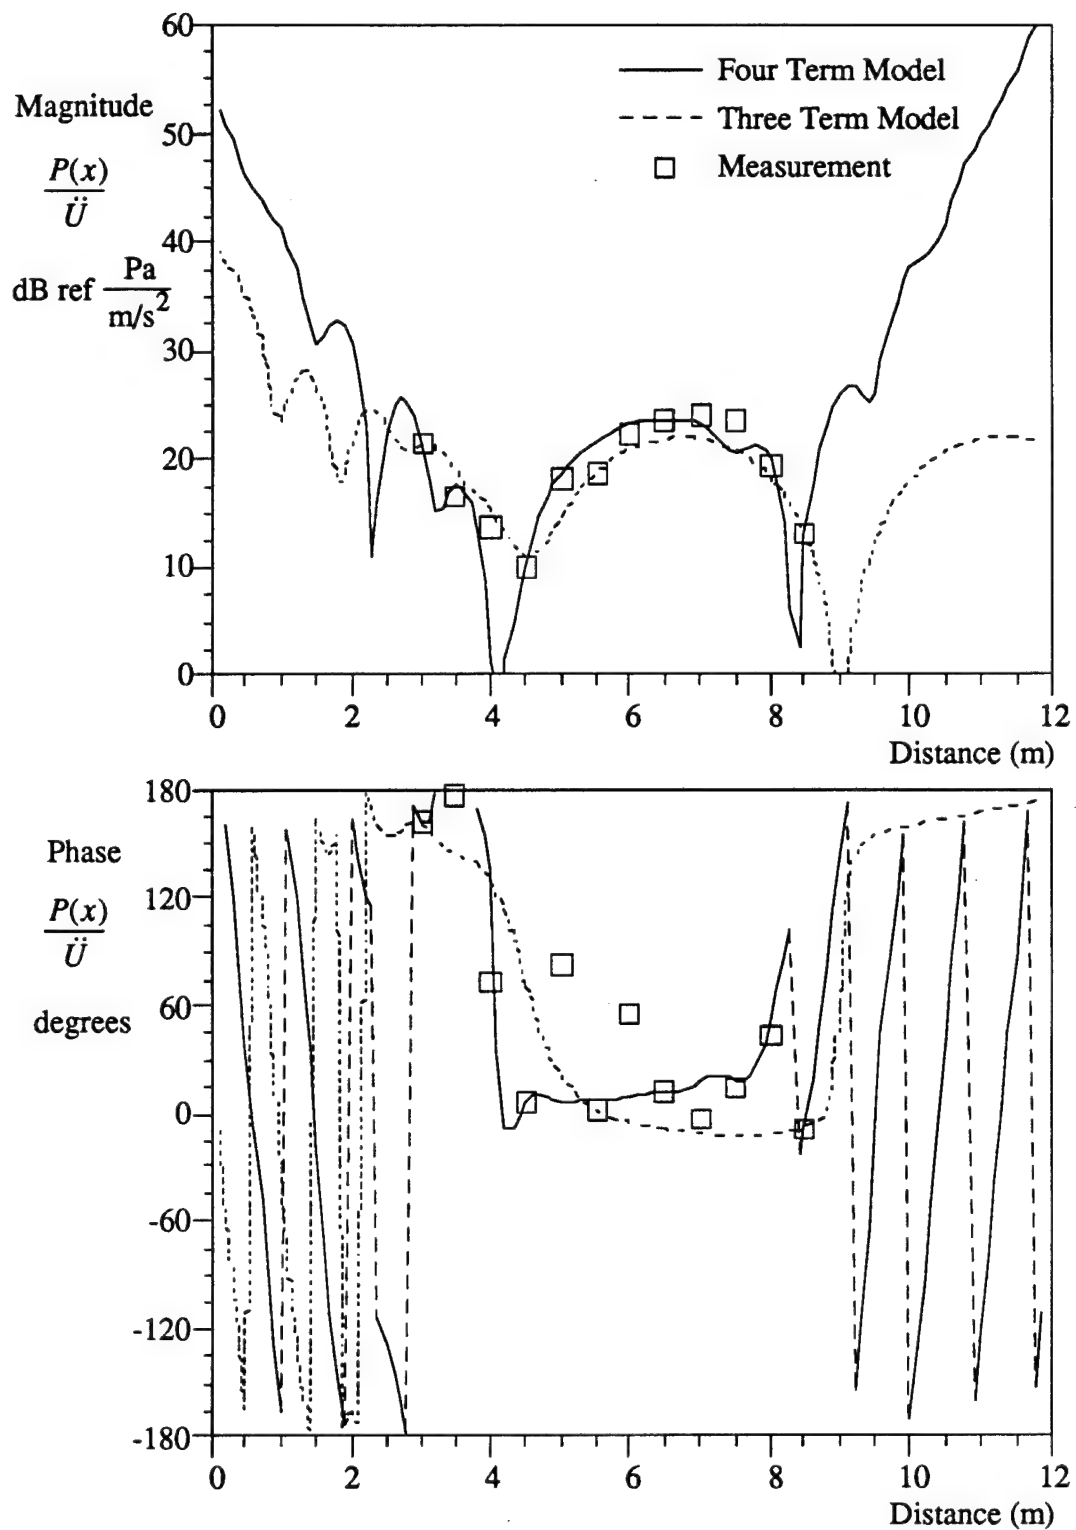 60
50
40
30
20
10
0
Magnitude
P(x)
Ü
dB ref Pa
m/s²
Four Term Model
Three Term Model
Measurement
0 2 4 6 8 10 12
Distance (m)
180
120
60
0
-60
-120
-180
Phase
P(x)
Ü
degrees
0 2 4 6 8 10 12
Distance (m)